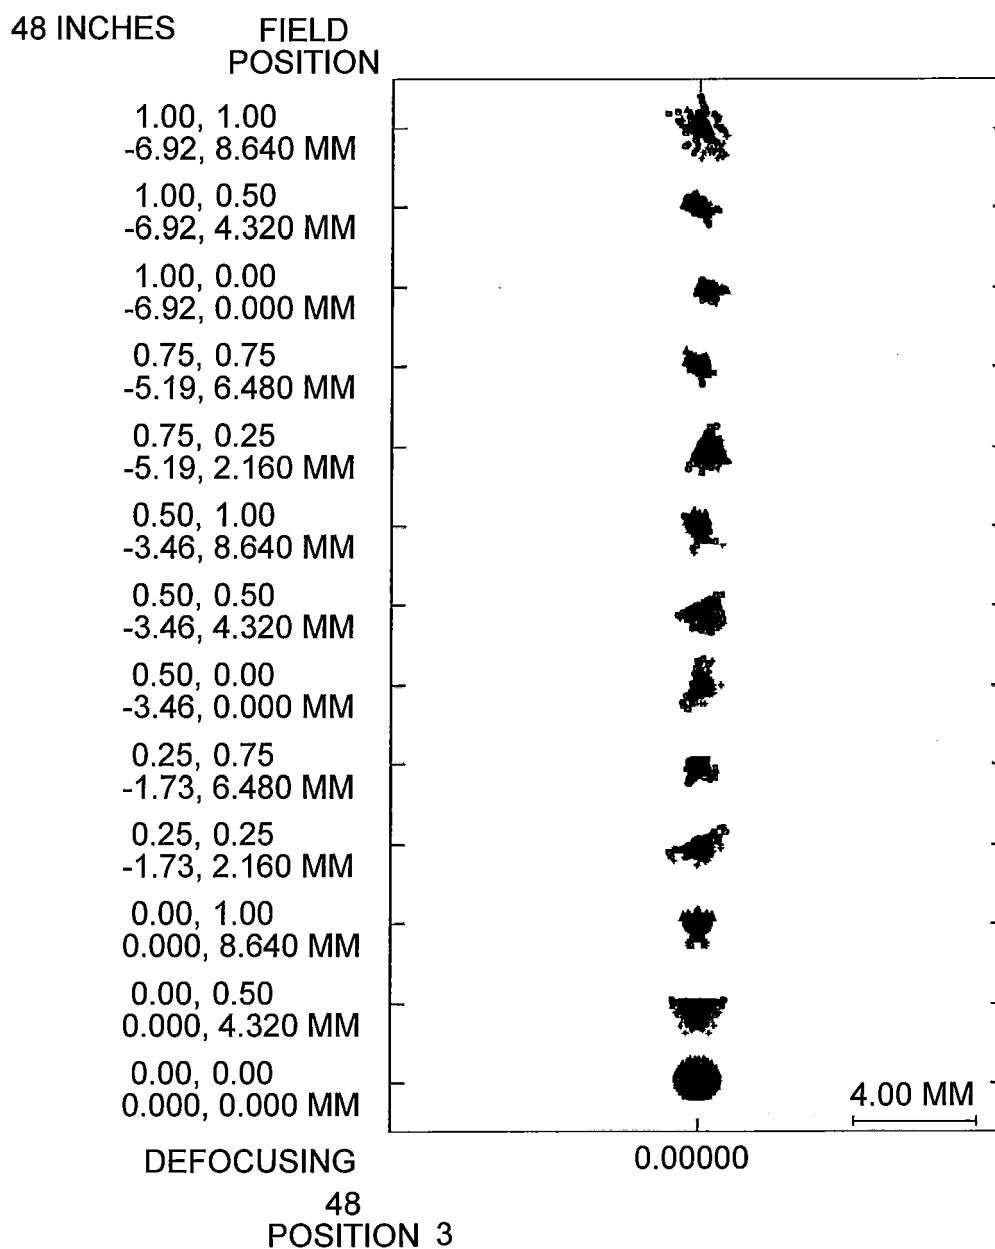 48 INCHES
FIELD
POSITION
1.00, 1.00
-6.92, 8.640 MM
1.00, 0.50
-6.92, 4.320 MM
1.00, 0.00
-6.92, 0.000 MM
0.75, 0.75
-5.19, 6.480 MM
0.75, 0.25
-5.19, 2.160 MM
0.50, 1.00
-3.46, 8.640 MM
0.50, 0.50
-3.46, 4.320 MM
0.50, 0.00
-3.46, 0.000 MM
0.25, 0.75
-1.73, 6.480 MM
0.25, 0.25
-1.73, 2.160 MM
0.00, 1.00
0.000, 8.640 MM
0.00, 0.50
0.000, 4.320 MM
0.00, 0.00
0.000, 0.000 MM
4.00 MM
DEFOCUSING
0.00000
48
POSITION 3